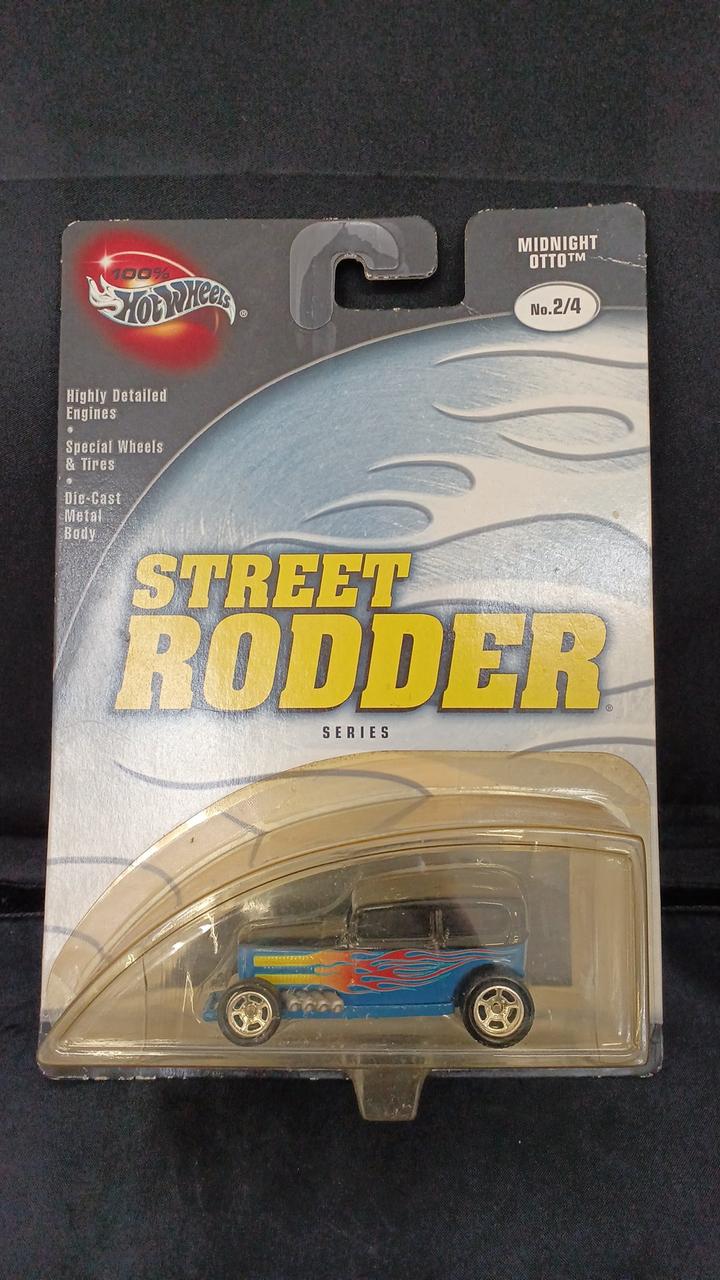 100%
Hot Wheels®
MIDNIGHT
OTTO™
No.2/4
Highly Detailed
Engines
•
Special Wheels
& Tires
•
Die-Cast
Metal
Body
STREET
RODDER®
SERIES